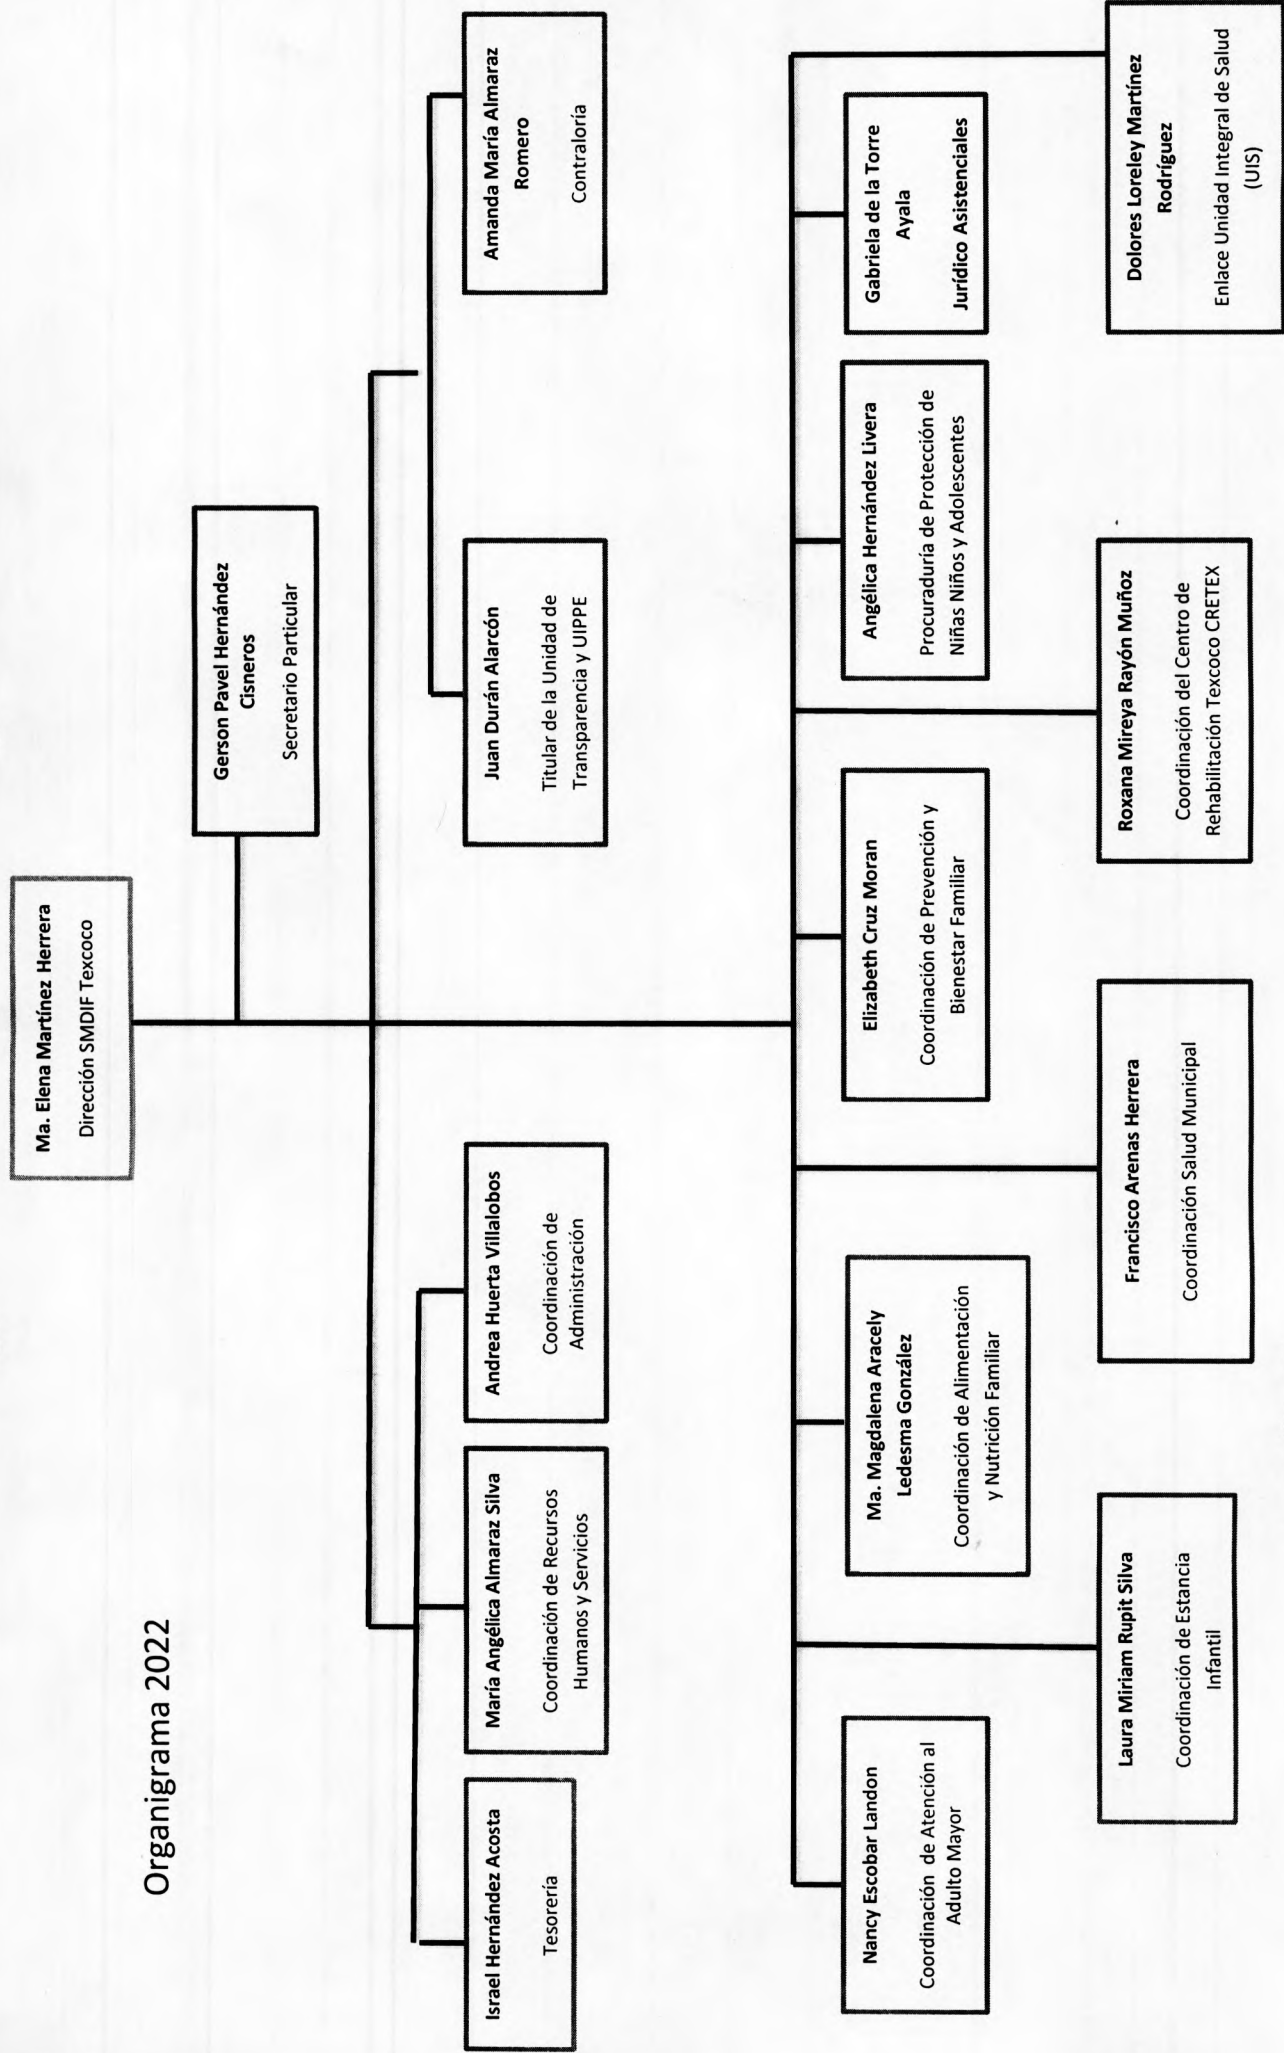 Organigrama 2022
Ma. Elena Martínez Herrera
Dirección SMDIF Texcoco
Gerson Pavel Hernández
Cisneros
Secretario Particular
Israel Hernández Acosta
Tesorería
María Angélica Almaraz Silva
Coordinación de Recursos
Humanos y Servicios
Andrea Huerta Villalobos
Coordinación de
Administración
Juan Durán Alarcón
Titular de la Unidad de
Transparencia y UIPPE
Amanda María Almaraz
Romero
Contraloría
Nancy Escobar Landon
Coordinación de Atención al
Adulto Mayor
Ma. Magdalena Aracely
Ledesma González
Coordinación de Alimentación
y Nutrición Familiar
Elizabeth Cruz Moran
Coordinación de Prevención y
Bienestar Familiar
Angélica Hernández Livera
Procuraduría de Protección de
Niñas Niños y Adolescentes
Gabriela de la Torre
Ayala
Jurídico Asistenciales
Laura Miriam Rupit Silva
Coordinación de Estancia
Infantil
Francisco Arenas Herrera
Coordinación Salud Municipal
Roxana Mireya Rayón Muñoz
Coordinación del Centro de
Rehabilitación Texcoco CRETEX
Dolores Loreley Martínez
Rodríguez
Enlace Unidad Integral de Salud
(UIS)